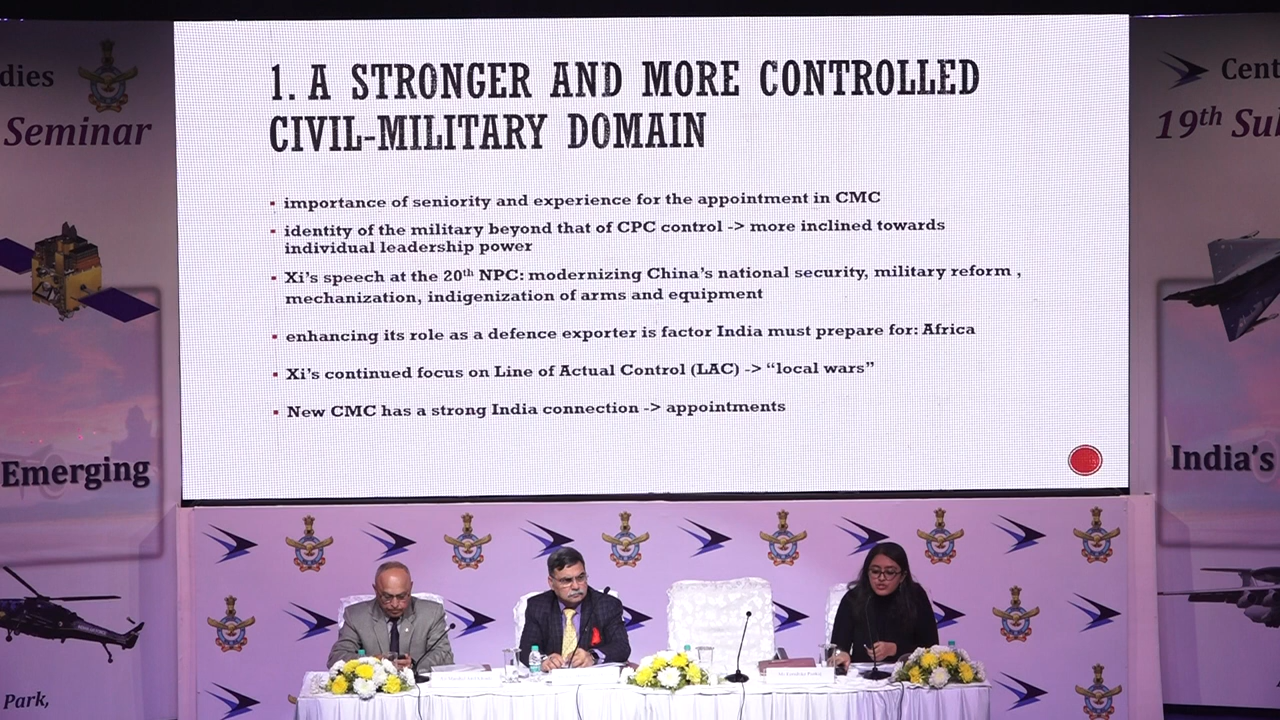 dies
Seminar
Emerging
Park,
1. A STRONGER AND MORE CONTROLLED
CIVIL-MILITARY DOMAIN
▪ importance of seniority and experience for the appointment in CMC
▪ identity of the military beyond that of CPC control -> more inclined towards
individual leadership power
▪ Xi's speech at the 20th NPC: modernizing China's national security, military reform ,
mechanization, indigenization of arms and equipment
▪ enhancing its role as a defence exporter is factor India must prepare for: Africa
▪ Xi's continued focus on Line of Actual Control (LAC) -> “local wars”
▪ New CMC has a strong India connection -> appointments
Cent
19th Su
India's